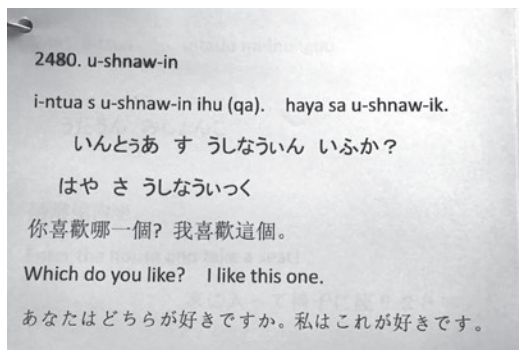 2480. u-shnaw-in
i-ntua s u-shnaw-in ihu (qa). haya sa u-shnaw-ik.
いんとぅあ す うしなうぃん いふか？
はや さ うしなうぃっく
你喜歡哪一個? 我喜歡這個。
Which do you like? I like this one.
あなたはどちらが好きですか。私はこれが好きです。